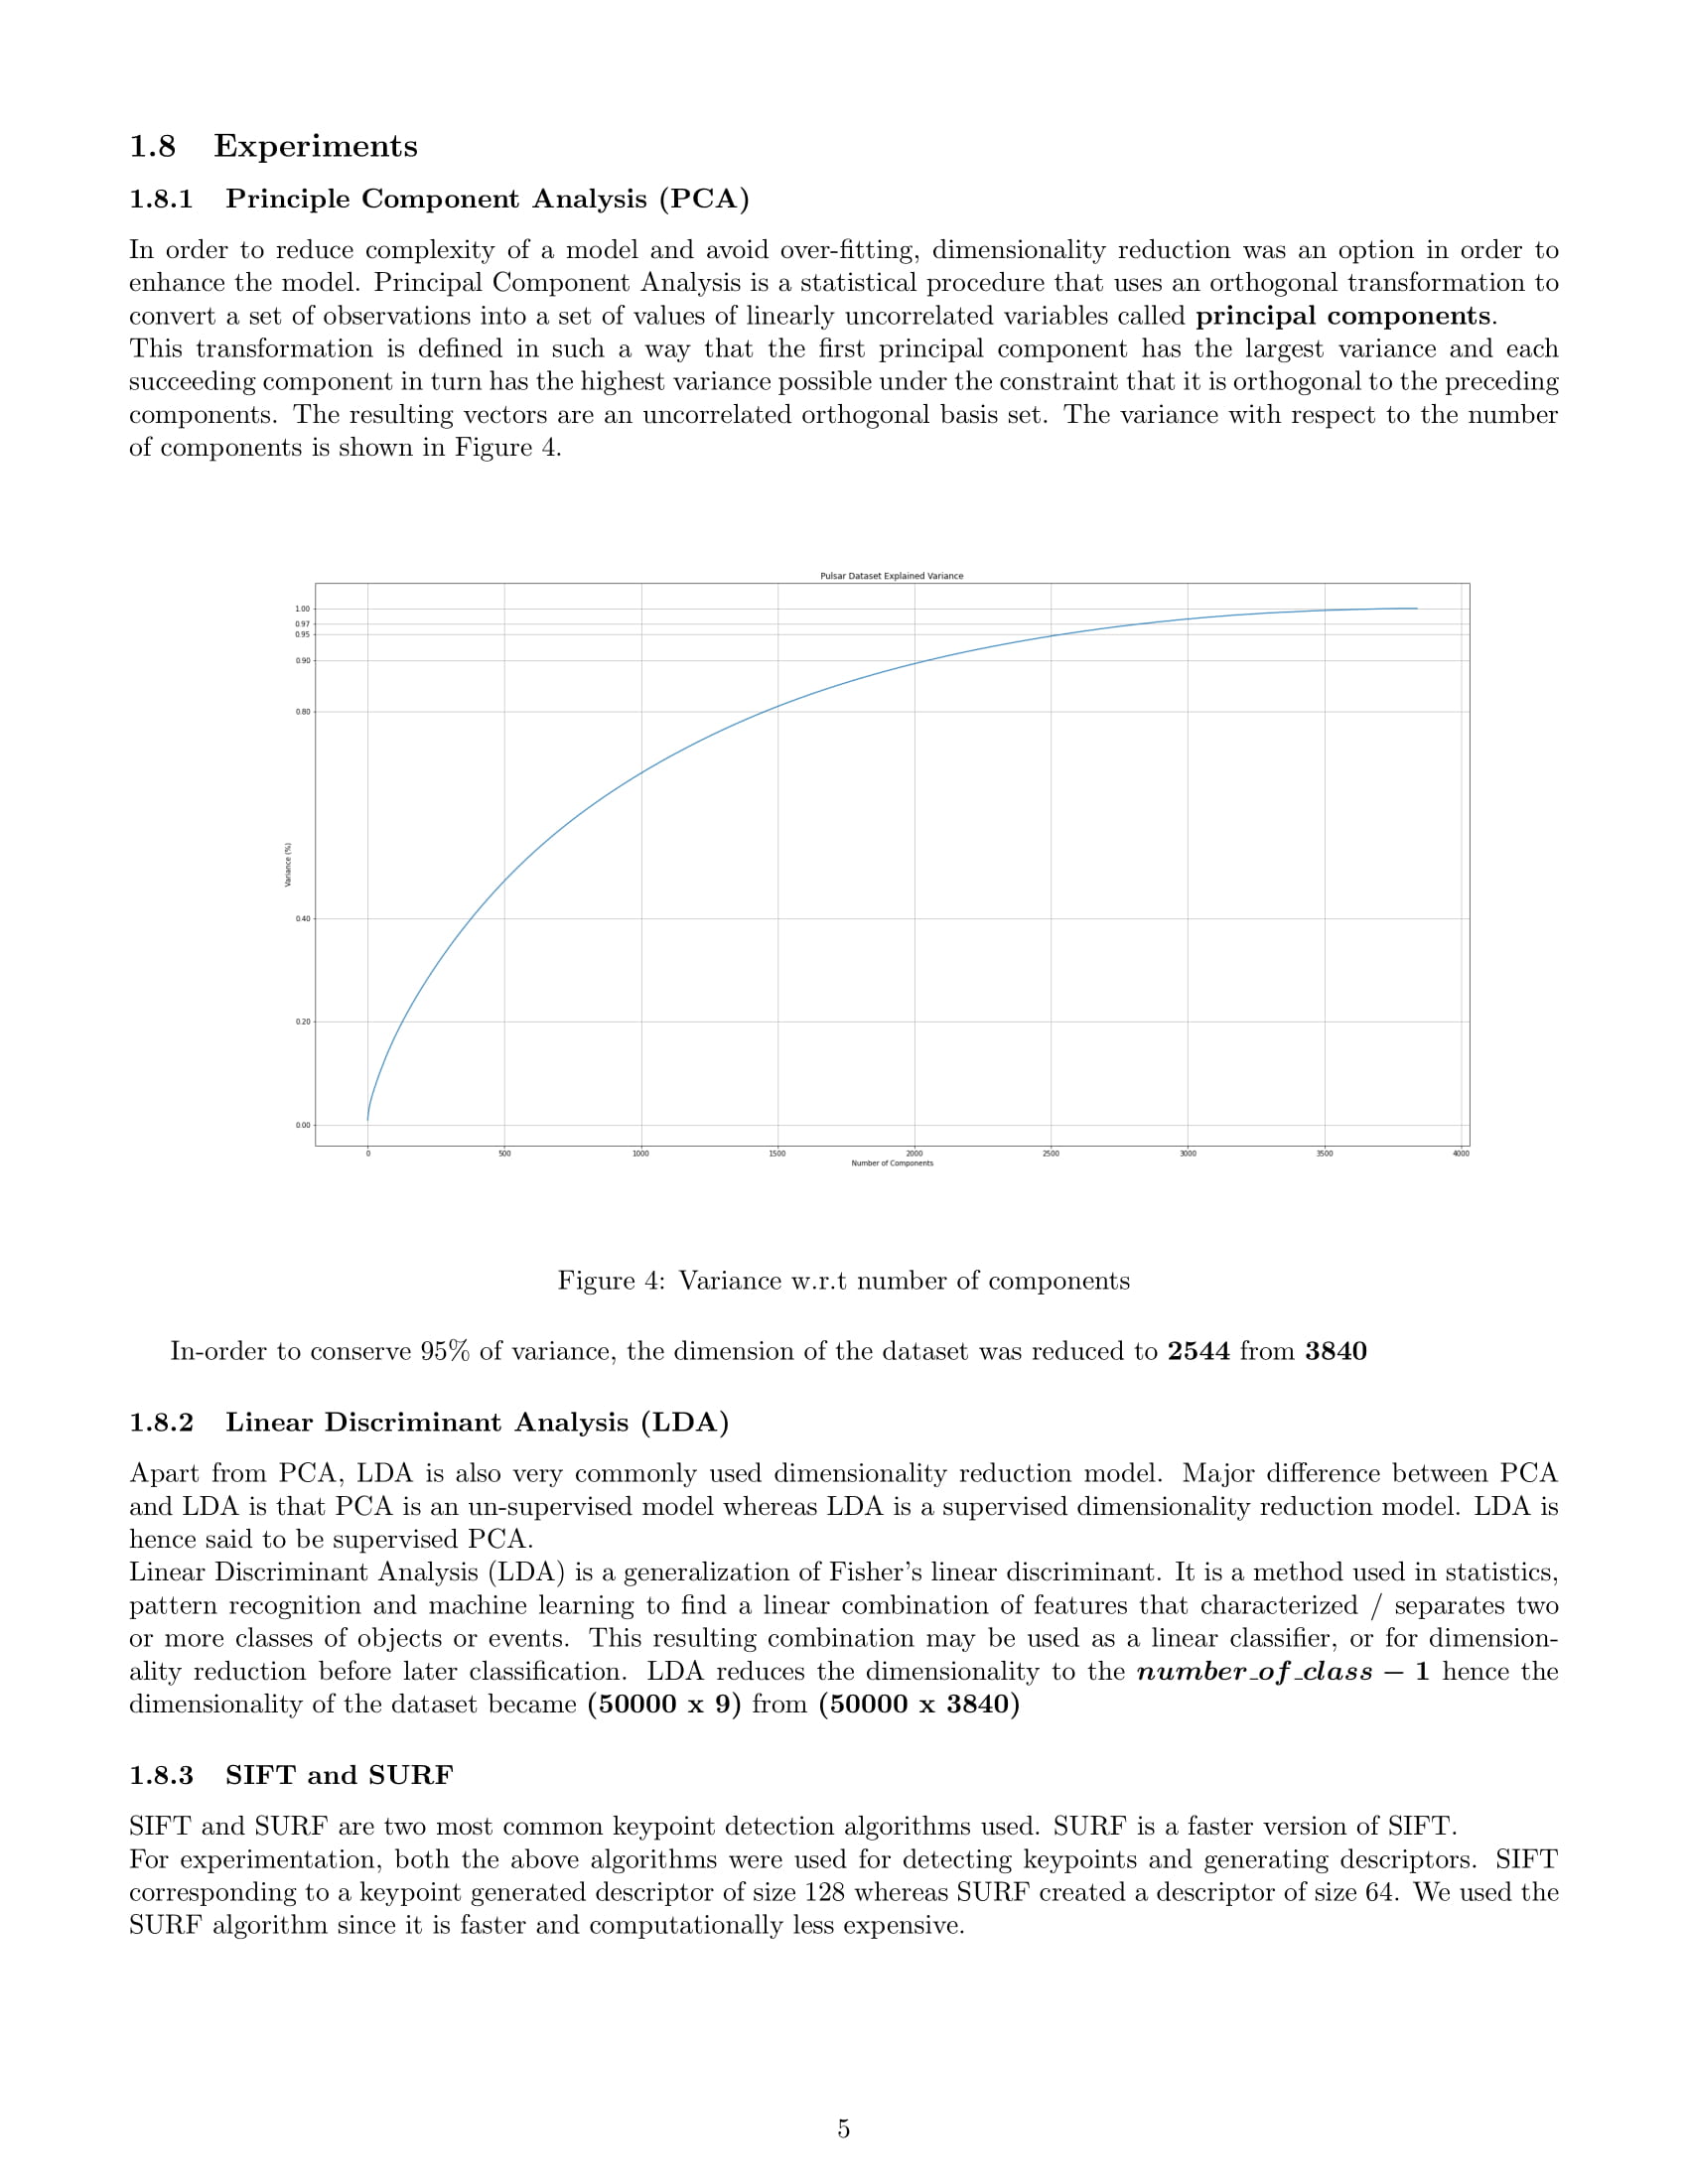 1.8 Experiments
1.8.1 Principle Component Analysis (PCA)
In order to reduce complexity of a model and avoid over-fitting, dimensionality reduction was an option in order to
enhance the model. Principal Component Analysis is a statistical procedure that uses an orthogonal transformation to
convert a set of observations into a set of values of linearly uncorrelated variables called principal components.
This transformation is defined in such a way that the first principal component has the largest variance and each
succeeding component in turn has the highest variance possible under the constraint that it is orthogonal to the preceding
components. The resulting vectors are an uncorrelated orthogonal basis set. The variance with respect to the number
of components is shown in Figure 4.
Pulsar Dataset Explained Variance
1.00
0.97
0.95
0.90
0.80
Variance (%)
0.40
0.20
0.00
0 500 1000 1500 2000 2500 3000 3500 4000
Number of Components
Figure 4: Variance w.r.t number of components
In-order to conserve 95% of variance, the dimension of the dataset was reduced to 2544 from 3840
1.8.2 Linear Discriminant Analysis (LDA)
Apart from PCA, LDA is also very commonly used dimensionality reduction model. Major difference between PCA
and LDA is that PCA is an un-supervised model whereas LDA is a supervised dimensionality reduction model. LDA is
hence said to be supervised PCA.
Linear Discriminant Analysis (LDA) is a generalization of Fisher's linear discriminant. It is a method used in statistics,
pattern recognition and machine learning to find a linear combination of features that characterized / separates two
or more classes of objects or events. This resulting combination may be used as a linear classifier, or for dimension-
ality reduction before later classification. LDA reduces the dimensionality to the number_of_class − 1 hence the
dimensionality of the dataset became (50000 x 9) from (50000 x 3840)
1.8.3 SIFT and SURF
SIFT and SURF are two most common keypoint detection algorithms used. SURF is a faster version of SIFT.
For experimentation, both the above algorithms were used for detecting keypoints and generating descriptors. SIFT
corresponding to a keypoint generated descriptor of size 128 whereas SURF created a descriptor of size 64. We used the
SURF algorithm since it is faster and computationally less expensive.
5